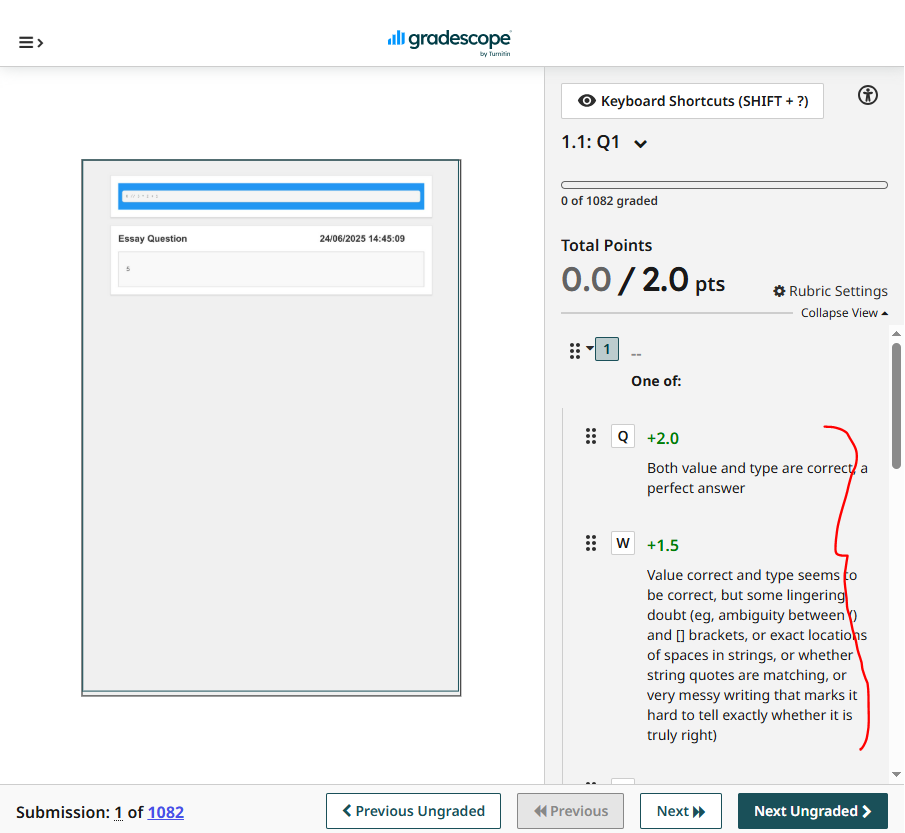 gradescope
by Turnitin
Keyboard Shortcuts (SHIFT + ?)
1.1: Q1
0 of 1082 graded
Total Points
0.0 / 2.0 pts
Rubric Settings
Collapse View
1
--
One of:
Q
+2.0
Both value and type are correct, a
perfect answer
W
+1.5
Value correct and type seems to
be correct, but some lingering
doubt (eg, ambiguity between ()
and [] brackets, or exact locations
of spaces in strings, or whether
string quotes are matching, or
very messy writing that marks it
hard to tell exactly whether it is
truly right)
Essay Question
24/06/2025 14:45:09
5
Submission: 1 of 1082
Previous Ungraded
Previous
Next
Next Ungraded